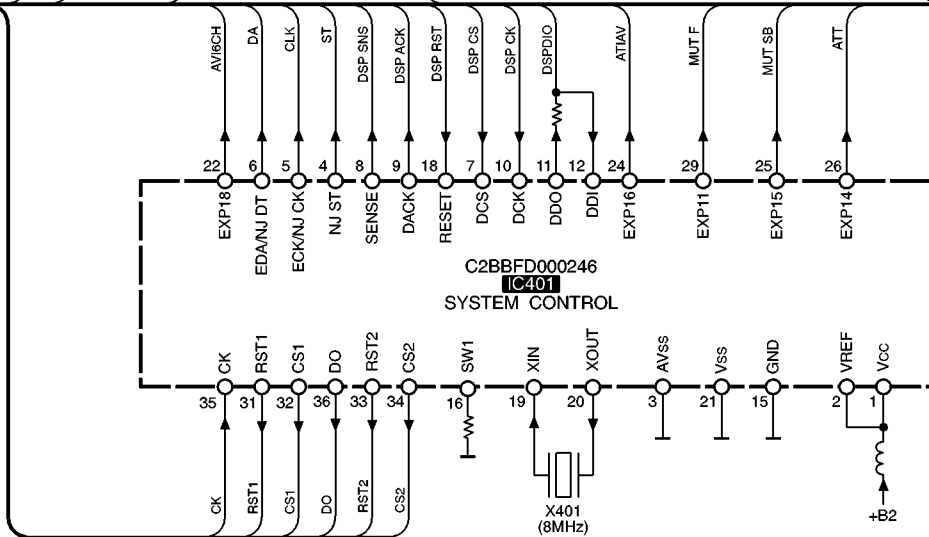 AVI6CH
DA
CLK
ST
DSP SNS
DSP ACK
DSP RST
DSP CS
DSP CK
DSPDIO
ATIAV
MUT F
MUT SB
ATT
22 6 5 4 8 9 18 7 10 11 12 24 29 25 26
EXP18
EDA/NJ DT
ECK/NJ CK
NJ ST
SENSE
DACK
RESET
DCS
DCK
DDO
DDI
EXP16
EXP11
EXP15
EXP14
C2BBFD000246
IC401
SYSTEM CONTROL
CK
RST1
CS1
DO
RST2
CS2
SW1
XIN
XOUT
AVss
Vss
GND
VREF
Vcc
35 31 32 36 33 34 16 19 20 3 21 15 2 1
CK
RST1
CS1
DO
RST2
CS2
X401
(8MHz)
+B2